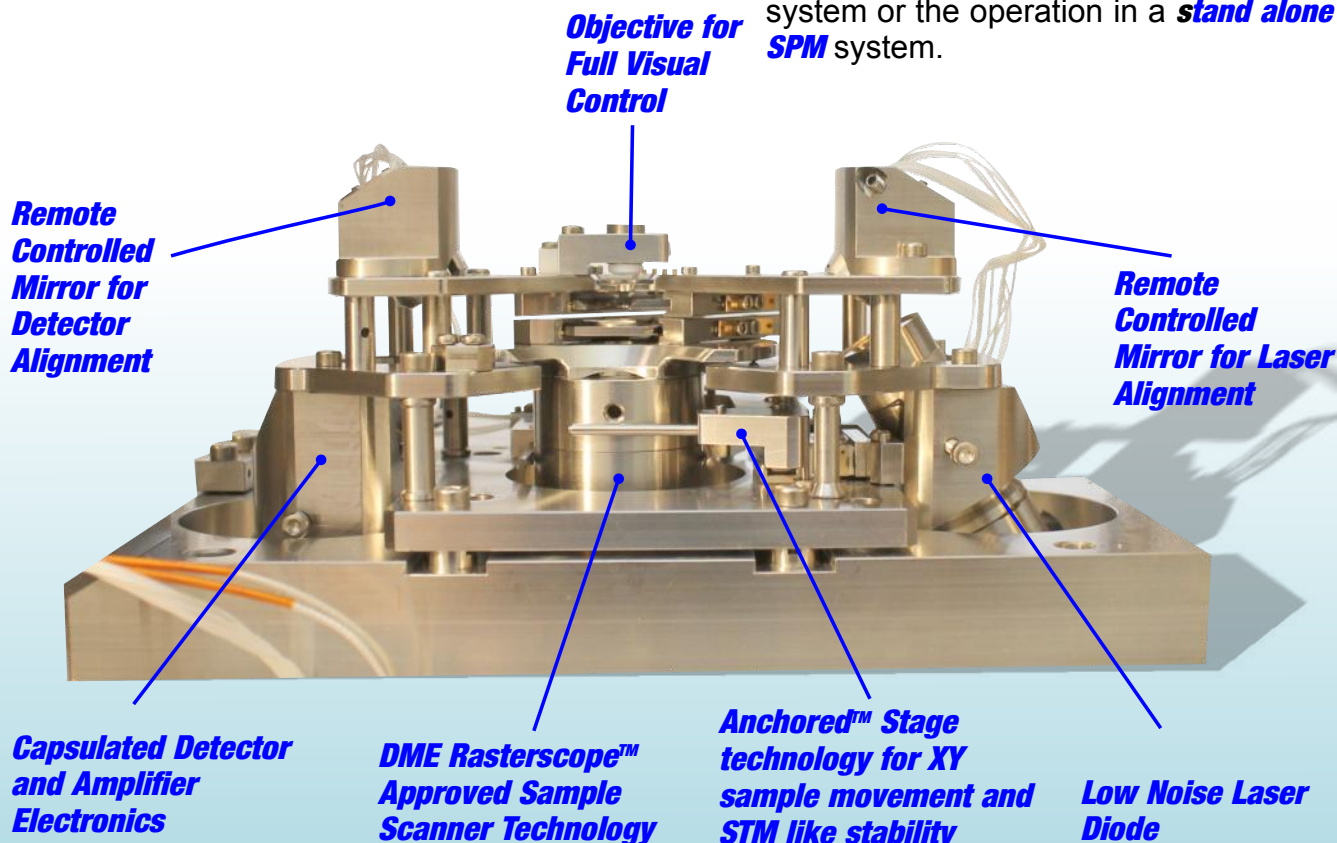 system or the operation in a stand alone
SPM system.
Objective for
Full Visual
Control
Remote
Controlled
Mirror for
Detector
Alignment
Remote
Controlled
Mirror for Laser
Alignment
Capsulated Detector
and Amplifier
Electronics
DME Rasterscope™
Approved Sample
Scanner Technology
Anchored™ Stage
technology for XY
sample movement and
STM like stability
Low Noise Laser
Diode